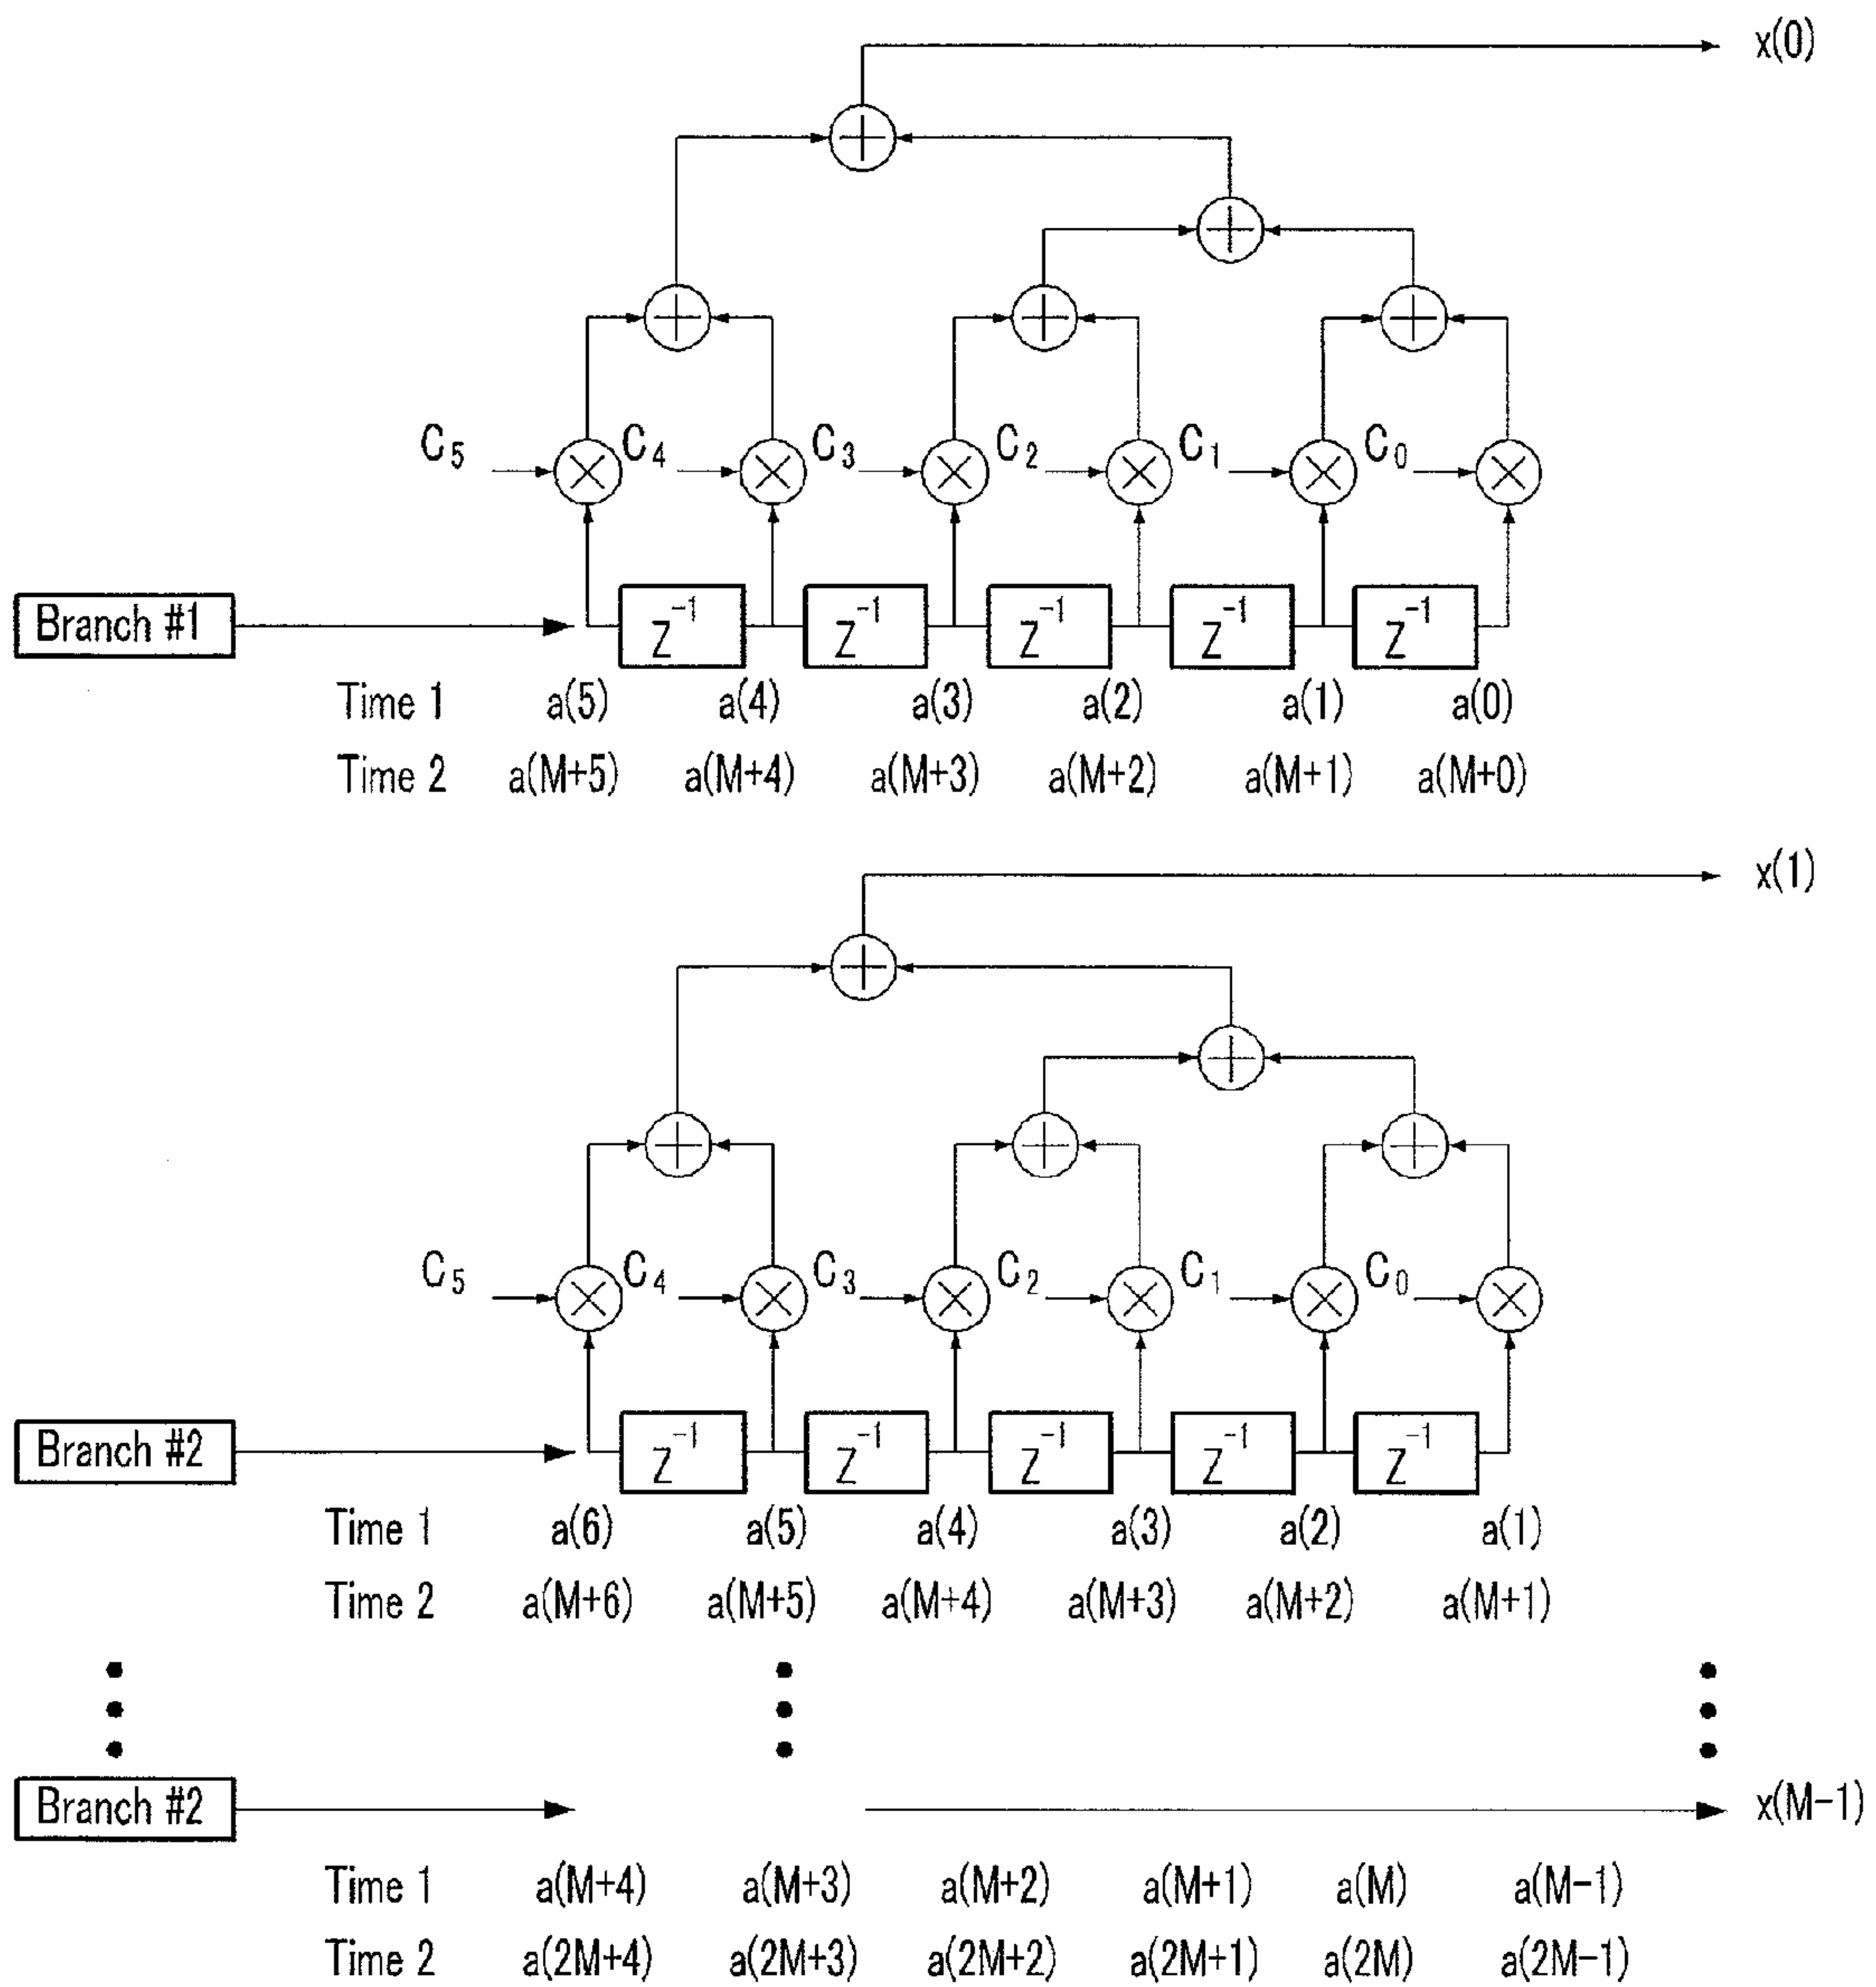 x(0)
C5 C4 C3 C2 C1 C0
Branch #1
Z-1 Z-1 Z-1 Z-1 Z-1
Time 1 a(5) a(4) a(3) a(2) a(1) a(0)
Time 2 a(M+5) a(M+4) a(M+3) a(M+2) a(M+1) a(M+0)
x(1)
C5 C4 C3 C2 C1 C0
Branch #2
Z-1 Z-1 Z-1 Z-1 Z-1
Time 1 a(6) a(5) a(4) a(3) a(2) a(1)
Time 2 a(M+6) a(M+5) a(M+4) a(M+3) a(M+2) a(M+1)
Branch #2 x(M-1)
Time 1 a(M+4) a(M+3) a(M+2) a(M+1) a(M) a(M-1)
Time 2 a(2M+4) a(2M+3) a(2M+2) a(2M+1) a(2M) a(2M-1)